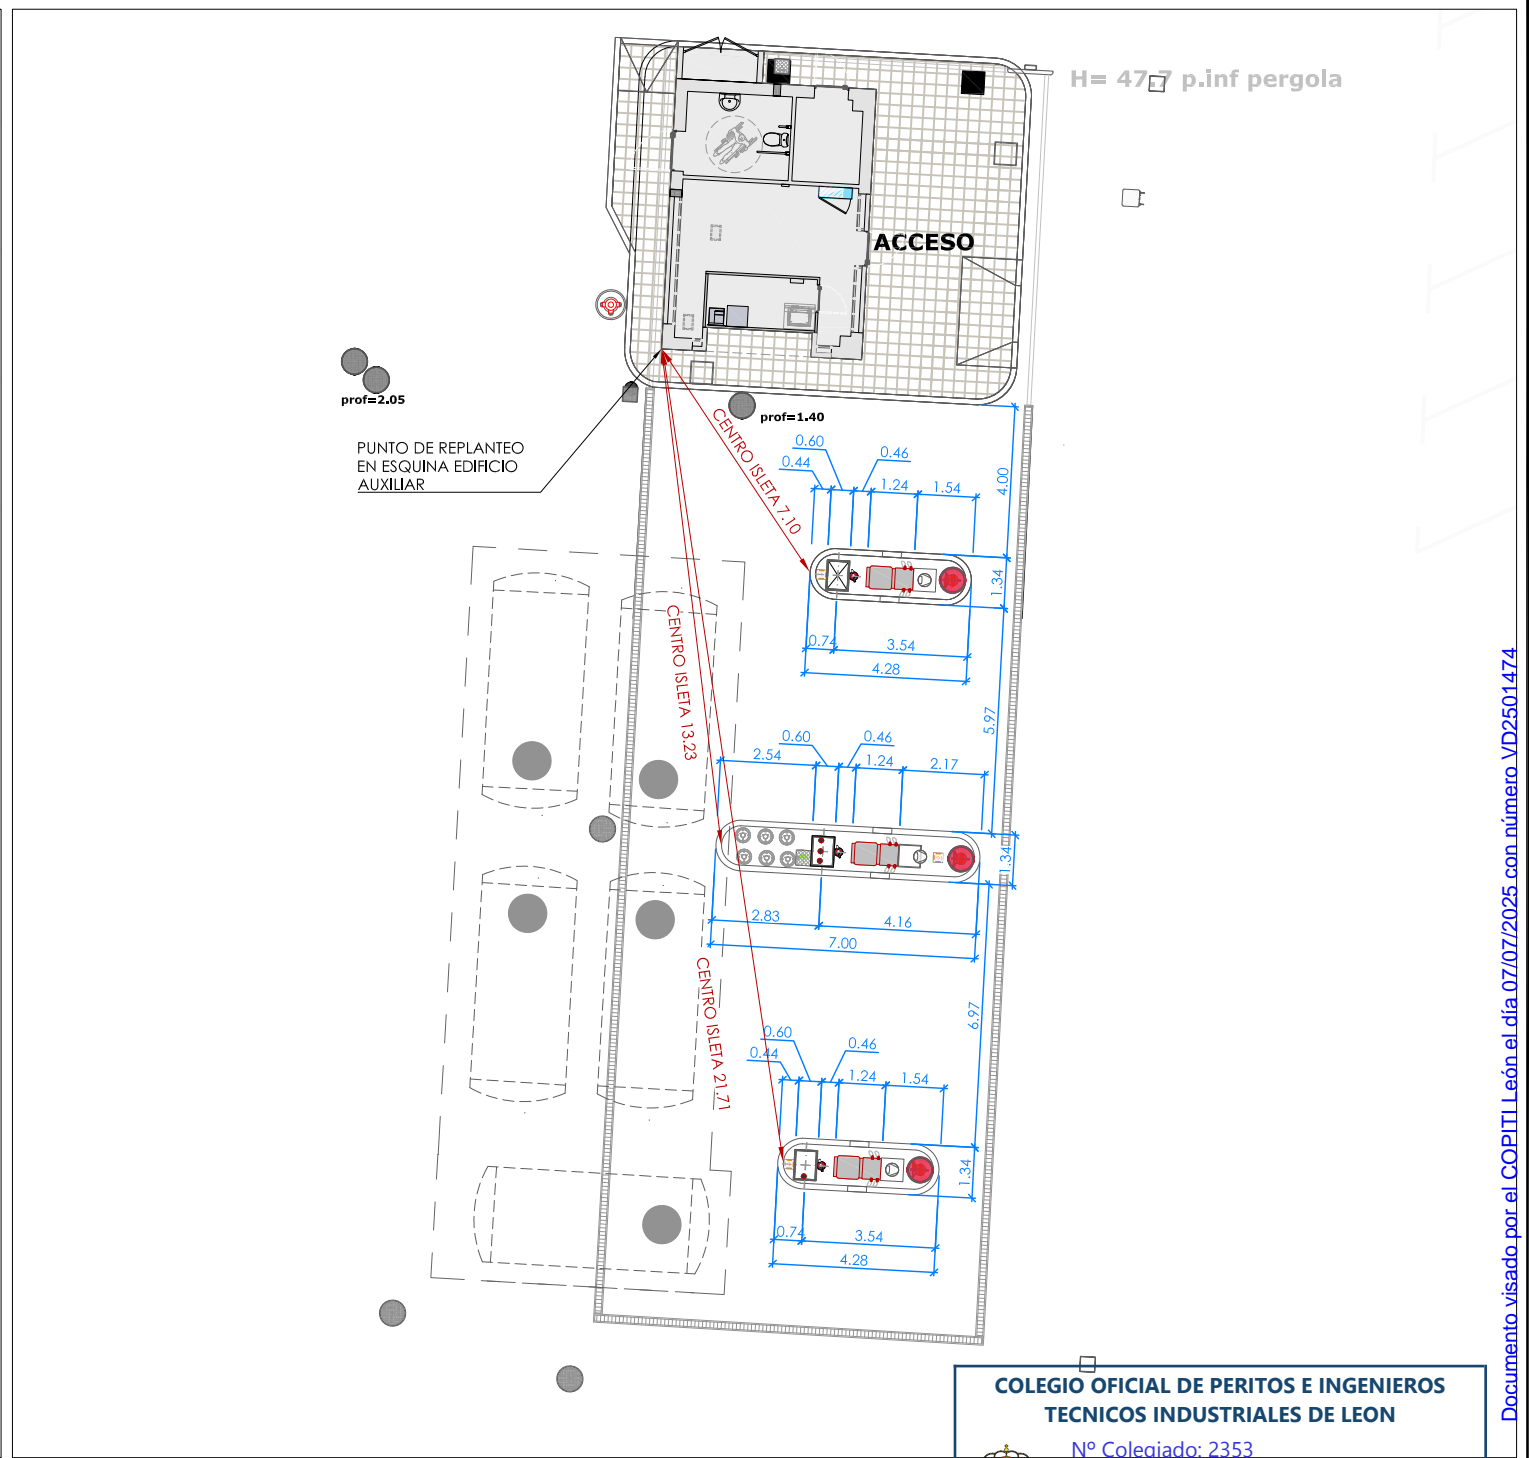 H= 47.7 p.inf pergola
ACCESO
prof=2.05
prof=1.40
PUNTO DE REPLANTEO
EN ESQUINA EDIFICIO
AUXILIAR
CENTRO ISLETA 7.10
0.60
0.46
0.44
1.24
1.54
4.00
1.34
0.74
3.54
4.28
CENTRO ISLETA 13.23
5.97
0.60
0.46
2.54
1.24
2.17
1.34
2.83
4.16
7.00
CENTRO ISLETA 21.71
6.97
0.60
0.46
0.44
1.24
1.54
1.34
0.74
3.54
4.28
Documento visado por el COPITI León el día 07/07/2025 con número VD2501474
COLEGIO OFICIAL DE PERITOS E INGENIEROS
TECNICOS INDUSTRIALES DE LEON
Nº Colegiado: 2353